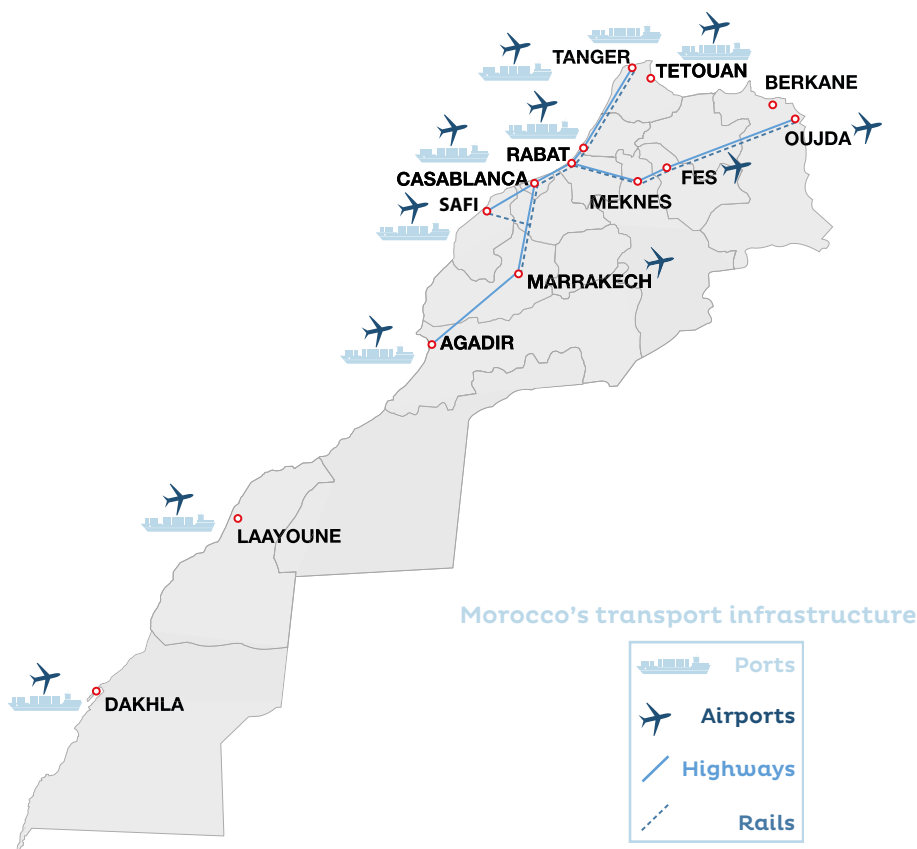 TANGER
TETOUAN
BERKANE
OUJDA
RABAT
FES
CASABLANCA
MEKNES
SAFI
MARRAKECH
AGADIR
LAAYOUNE
DAKHLA
Morocco's transport infrastructure
Ports
Airports
Highways
Rails